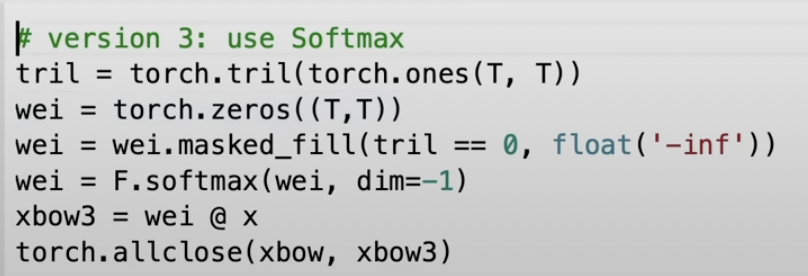 # version 3: use Softmax
tril = torch.tril(torch.ones(T, T))
wei = torch.zeros((T,T))
wei = wei.masked_fill(tril == 0, float('-inf'))
wei = F.softmax(wei, dim=-1)
xbow3 = wei @ x
torch.allclose(xbow, xbow3)